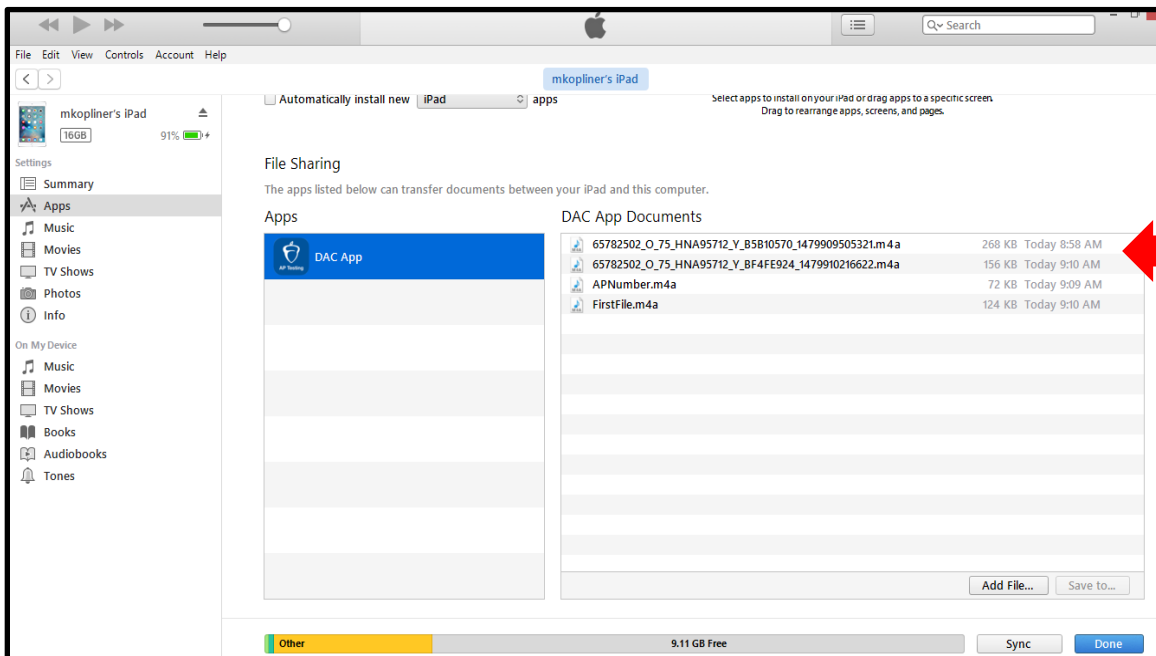 Search
File Edit View Controls Account Help
mkopliner's iPad
mkopliner's iPad
16GB 91%
Automatically install new iPad apps
Select apps to install on your iPad or drag apps to a specific screen.
Drag to rearrange apps, screens, and pages.
Settings
Summary
Apps
Music
Movies
TV Shows
Photos
Info
On My Device
Music
Movies
TV Shows
Books
Audiobooks
Tones
File Sharing
The apps listed below can transfer documents between your iPad and this computer.
Apps
AP Testing
DAC App
DAC App Documents
65782502_O_75_HNA95712_Y_B5B10570_1479909505321.m4a 268 KB Today 8:58 AM
65782502_O_75_HNA95712_Y_BF4FE924_1479910216622.m4a 156 KB Today 9:10 AM
APNumber.m4a 72 KB Today 9:09 AM
FirstFile.m4a 124 KB Today 9:10 AM
Add File... Save to...
Other 9.11 GB Free Sync Done